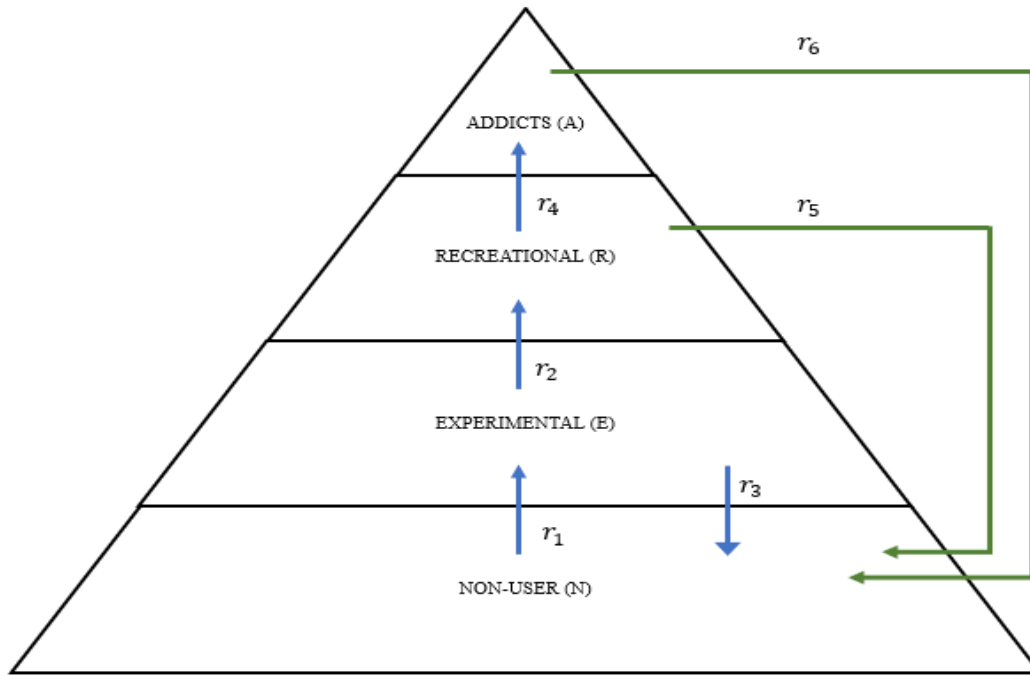 r₆
ADDICTS (A)
r₄
r₅
RECREATIONAL (R)
r₂
EXPERIMENTAL (E)
r₃
r₁
NON-USER (N)